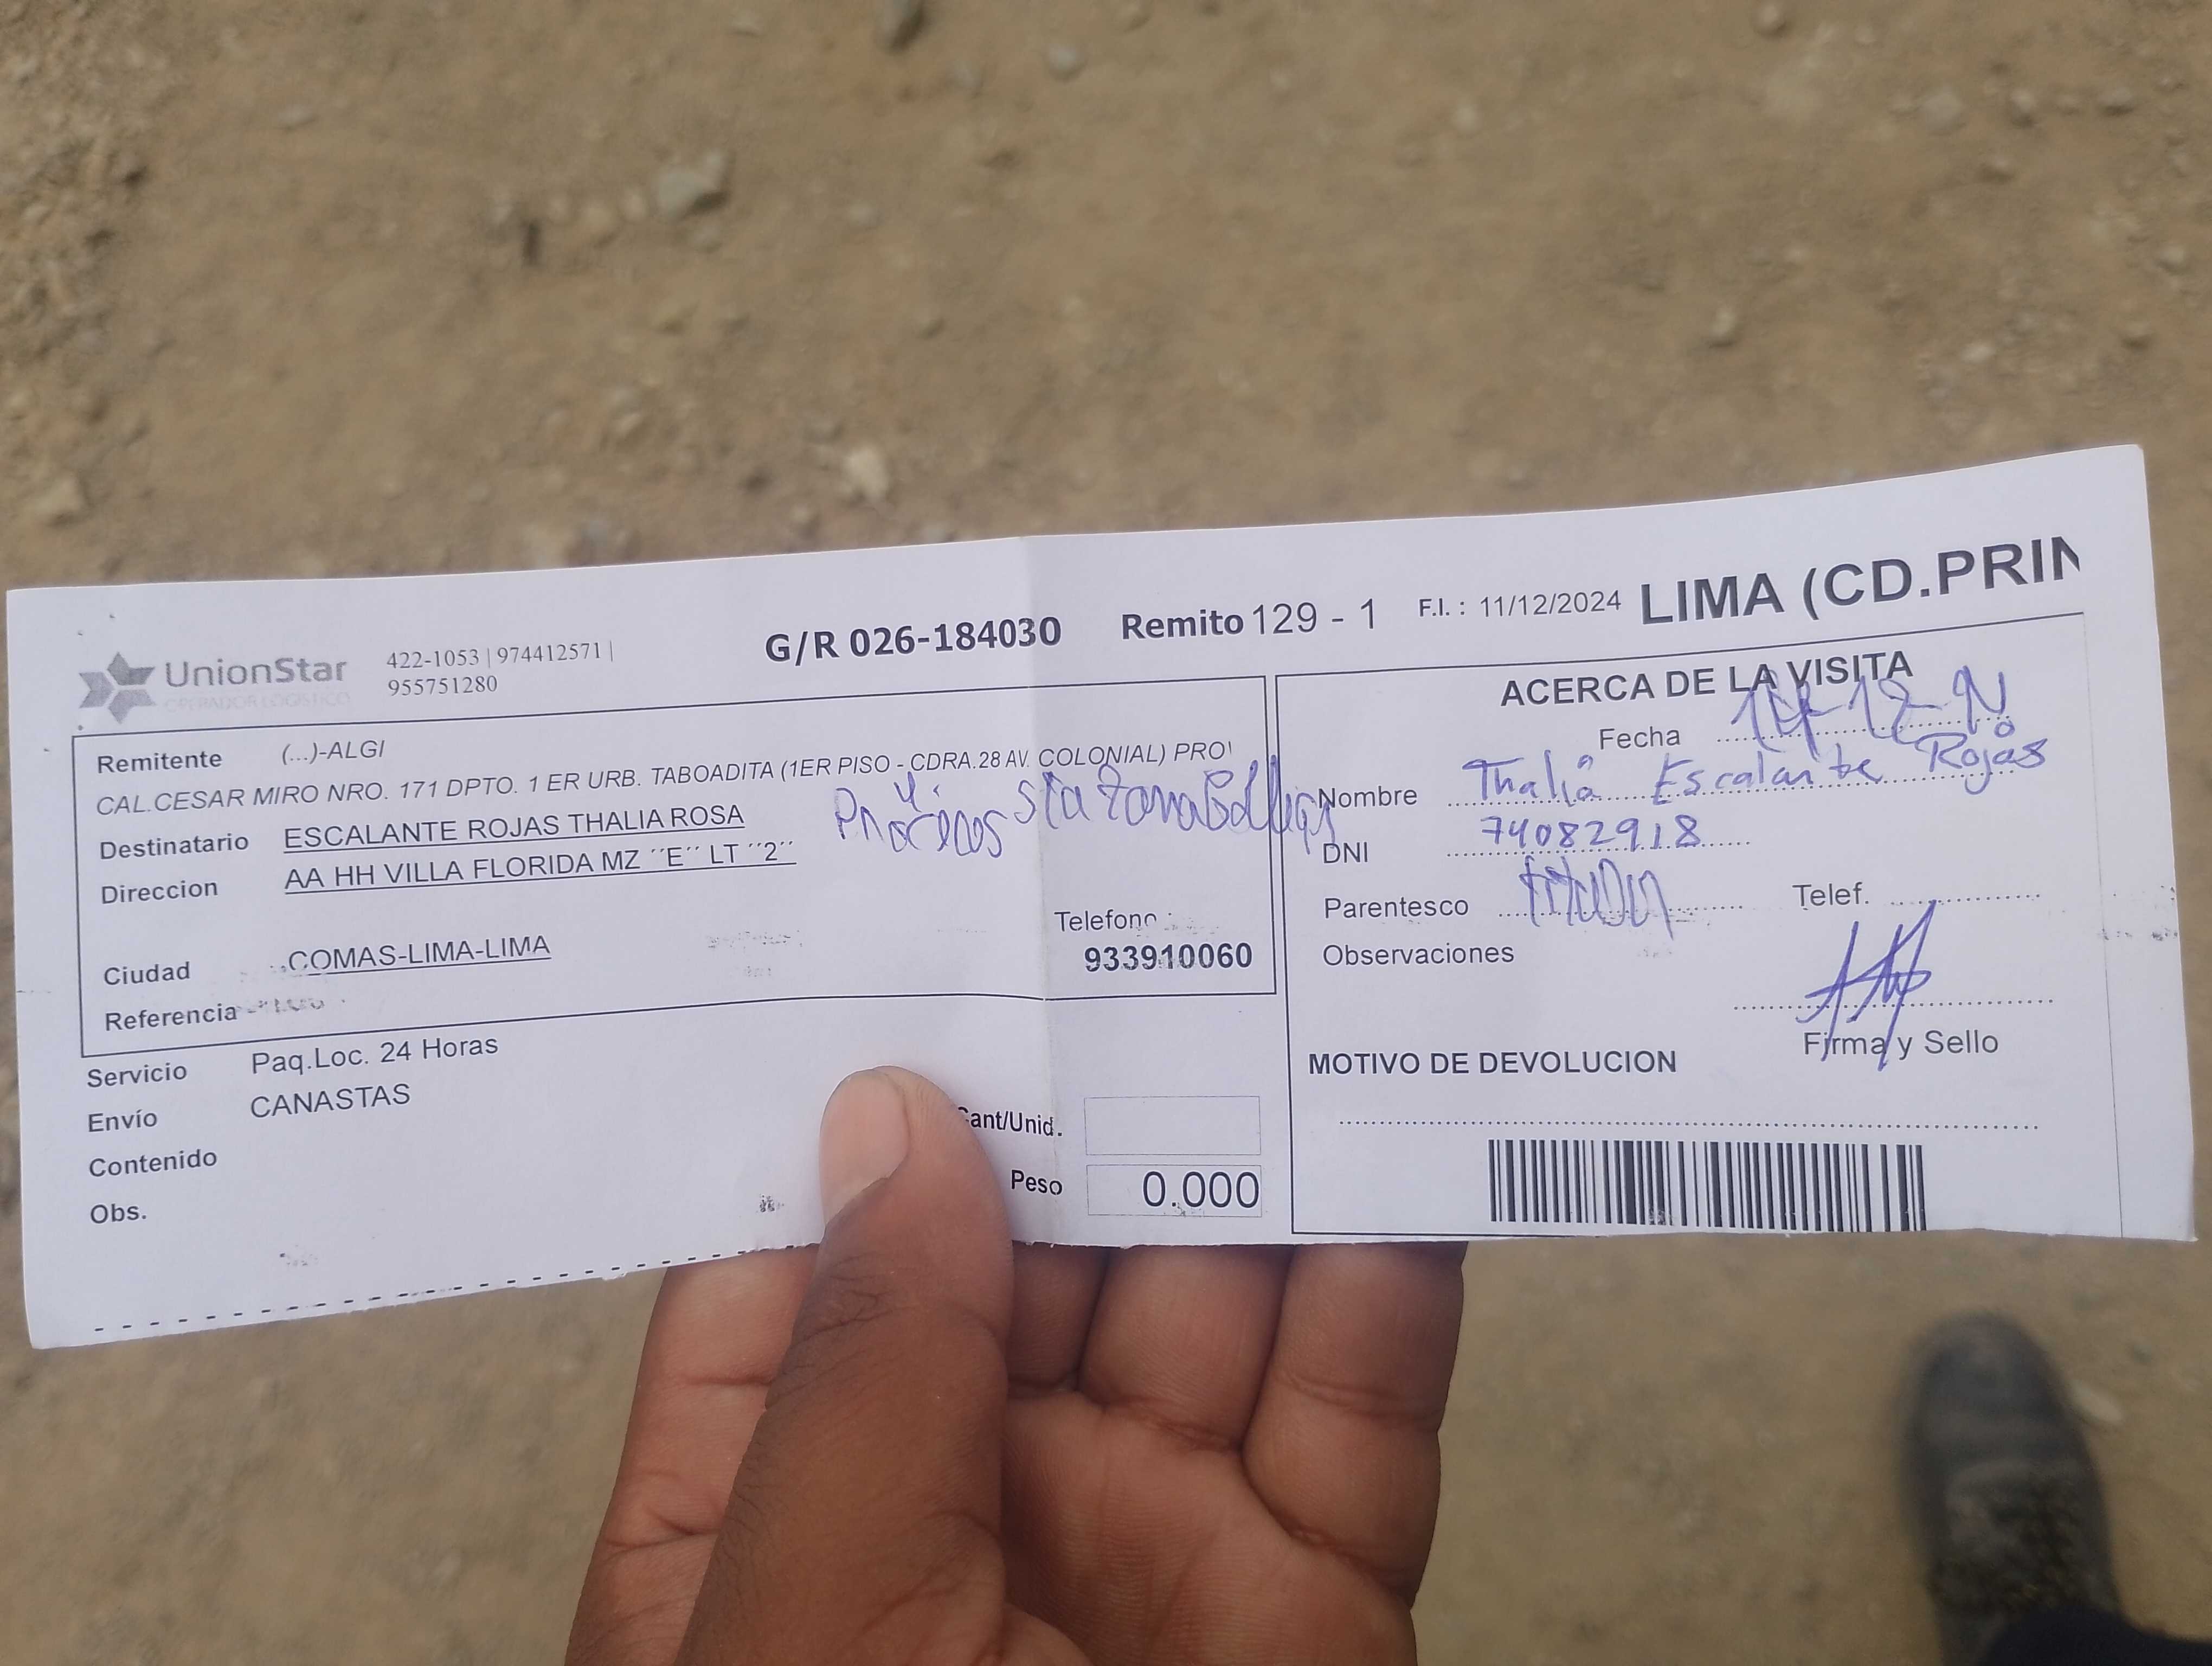 UnionStar
OPERADOR LOGISTICO
422-1053 | 974412571 |
955751280
G/R 026-184030
Remito 129 - 1
F.I. : 11/12/2024
LIMA (CD.PRIN
Remitente (...)-ALGI
CAL.CESAR MIRO NRO. 171 DPTO. 1 ER URB. TABOADITA (1ER PISO - CDRA.28 AV. COLONIAL) PRO
Destinatario ESCALANTE ROJAS THALIA ROSA
Direccion AA HH VILLA FLORIDA MZ ´´E´´ LT ´´2´´
Telefono :
933910060
Ciudad COMAS-LIMA-LIMA
Referencia
Servicio Paq.Loc. 24 Horas
Envío CANASTAS
Contenido
Obs.
Cant/Unid.
Peso 0.000
ACERCA DE LA VISITA
Fecha
Nombre Thalia Escalante Rojas
DNI 74082918
Parentesco
Telef.
Observaciones
Firma y Sello
MOTIVO DE DEVOLUCION